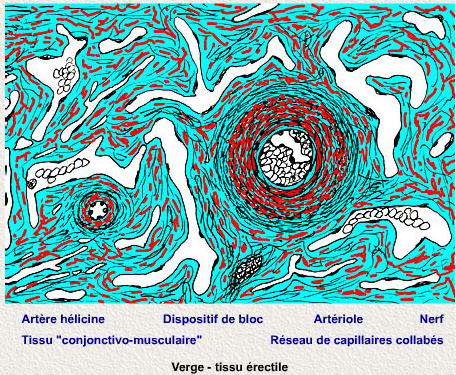 Artère hélicine Dispositif de bloc Artériole Nerf
Tissu "conjonctivo-musculaire" Réseau de capillaires collabés
Verge - tissu érectile